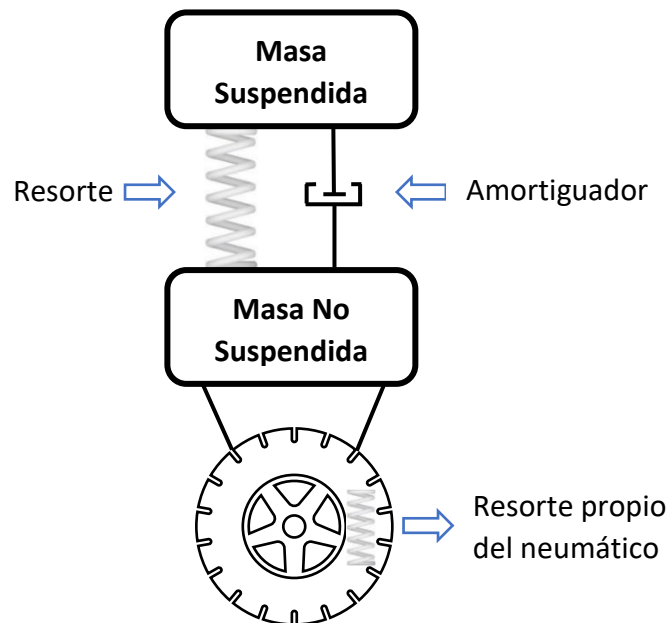 Masa
Suspendida
Resorte
Amortiguador
Masa No
Suspendida
Resorte propio
del neumático